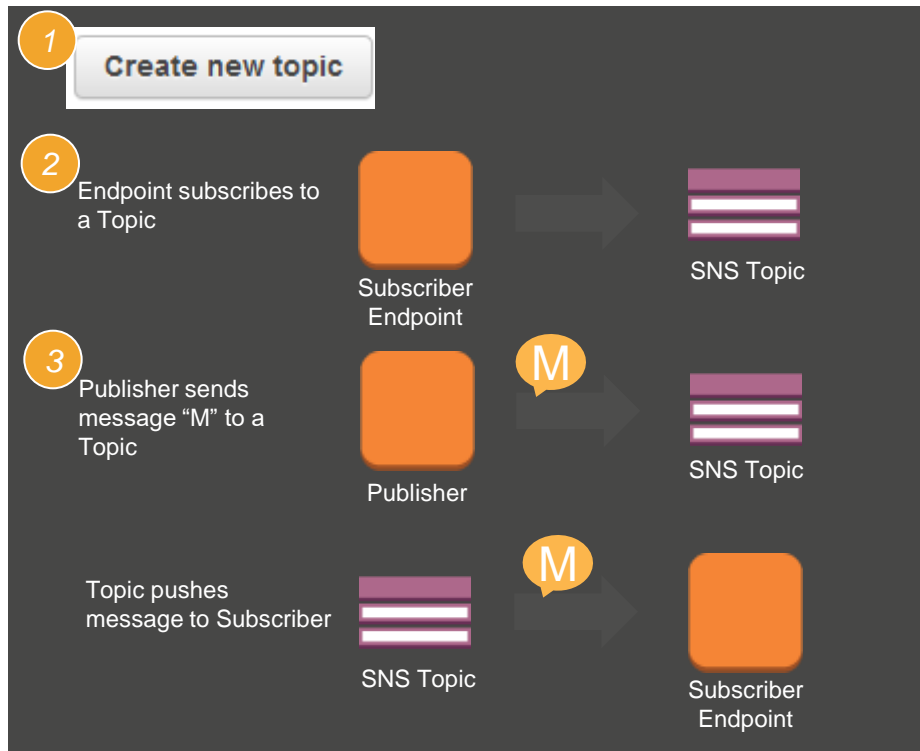 1
Create new topic
2
Endpoint subscribes to
a Topic
Subscriber
Endpoint
SNS Topic
3
Publisher sends
message “M” to a
Topic
Publisher
M
SNS Topic
Topic pushes
message to Subscriber
SNS Topic
M
Subscriber
Endpoint